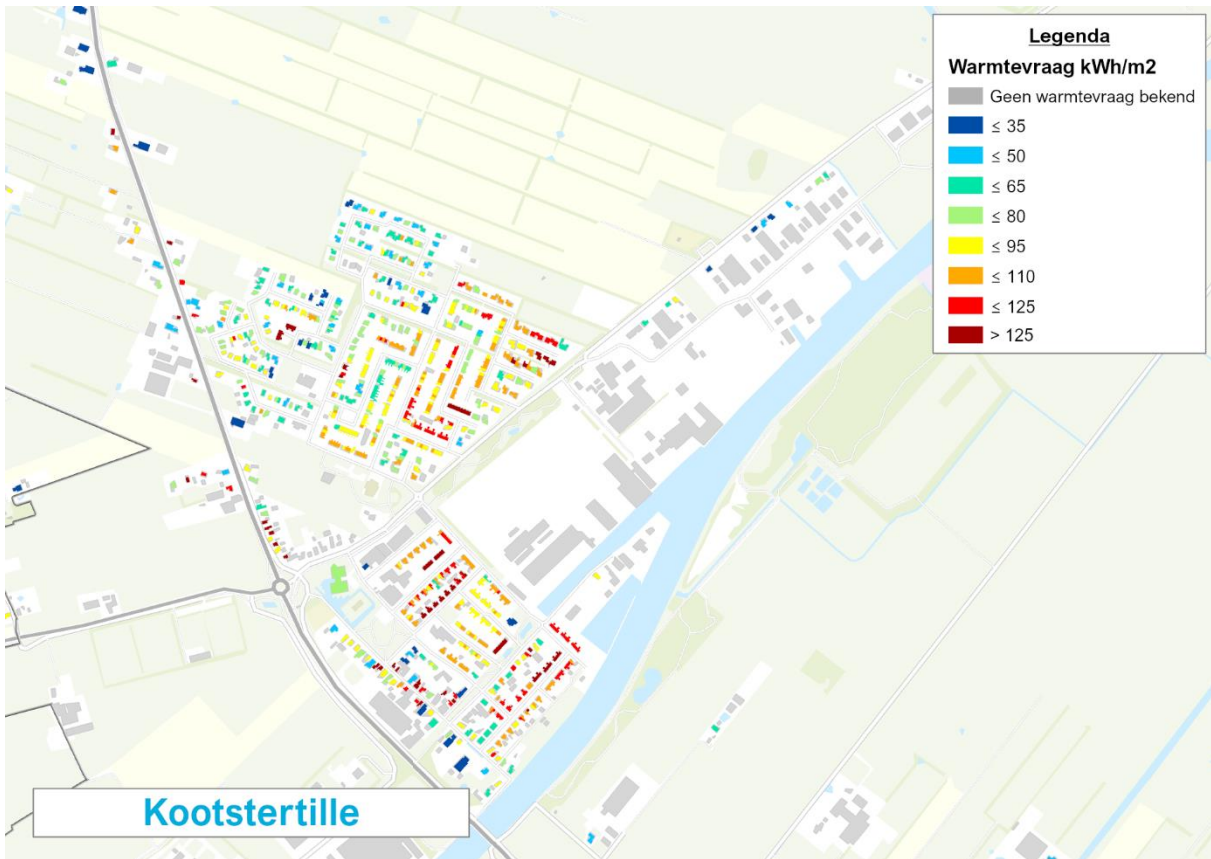 Legenda
Warmtevraag kWh/m2
Geen warmtevraag bekend
≤ 35
≤ 50
≤ 65
≤ 80
≤ 95
≤ 110
≤ 125
> 125
Kootstertille